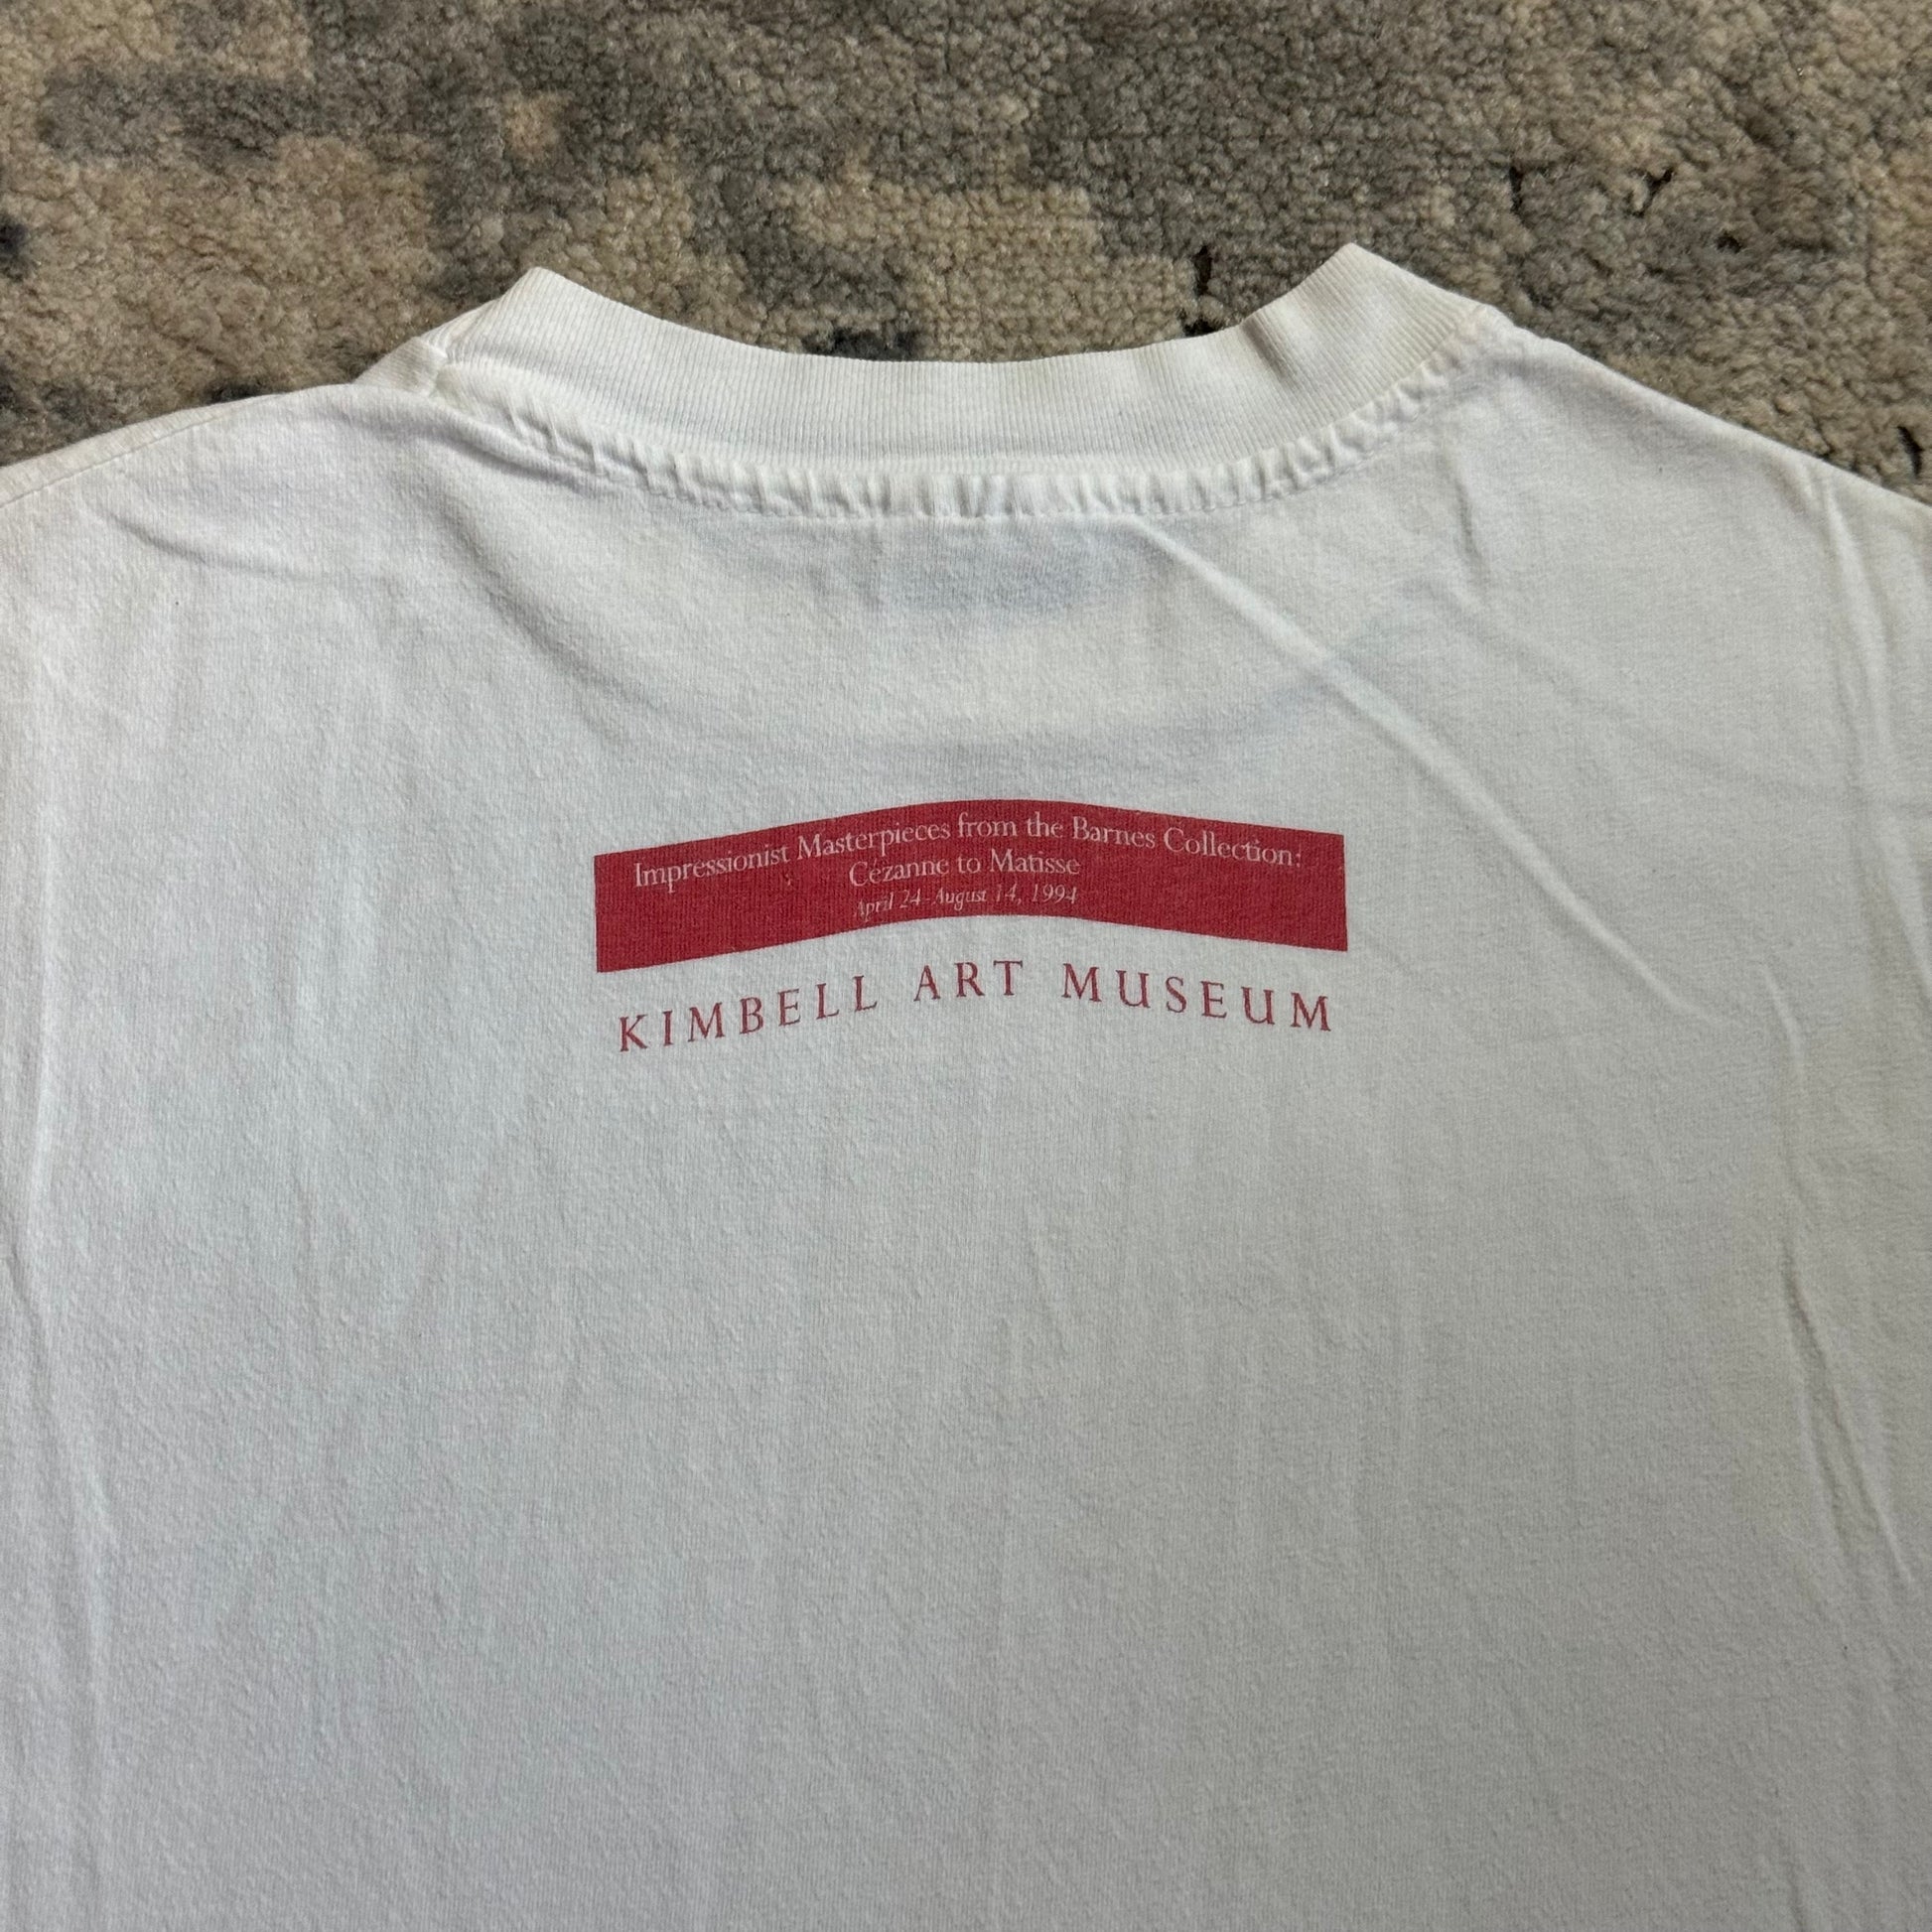 Impressionist Masterpieces from the Barnes Collection:
Cézanne to Matisse
April 24 - August 14, 1994
KIMBELL ART MUSEUM